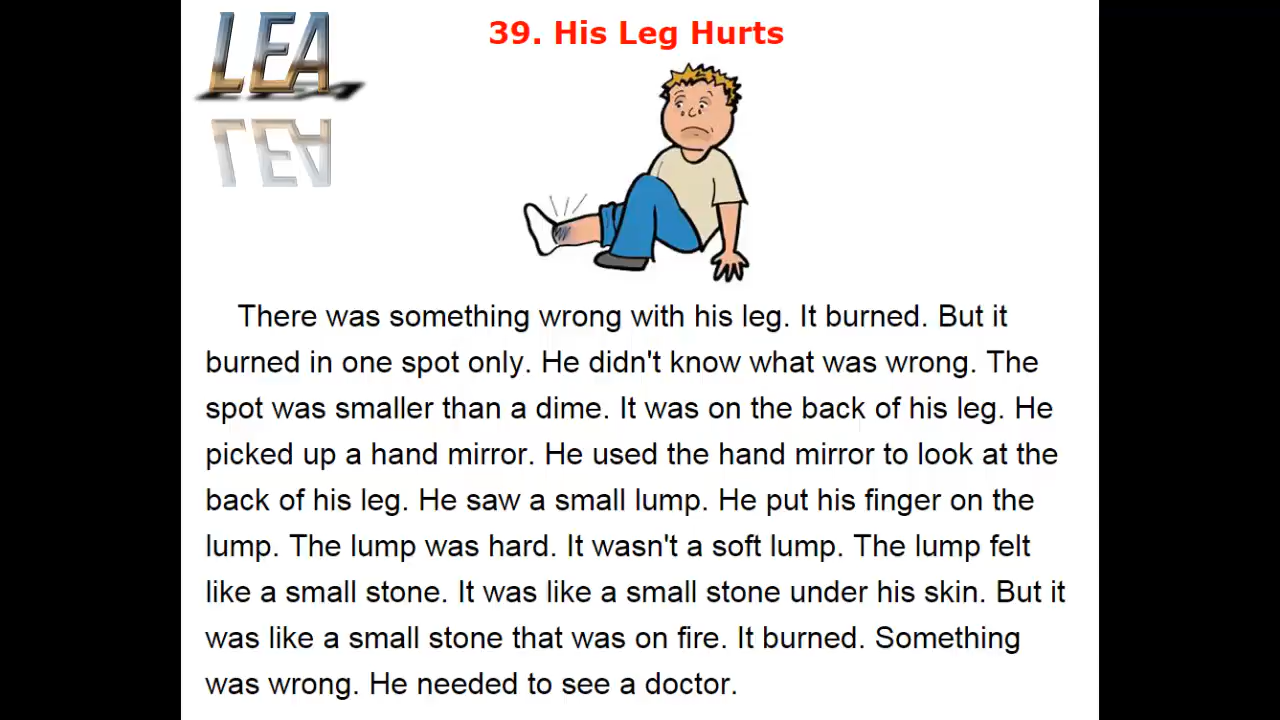 LEA
39. His Leg Hurts
There was something wrong with his leg. It burned. But it
burned in one spot only. He didn't know what was wrong. The
spot was smaller than a dime. It was on the back of his leg. He
picked up a hand mirror. He used the hand mirror to look at the
back of his leg. He saw a small lump. He put his finger on the
lump. The lump was hard. It wasn't a soft lump. The lump felt
like a small stone. It was like a small stone under his skin. But it
was like a small stone that was on fire. It burned. Something
was wrong. He needed to see a doctor.